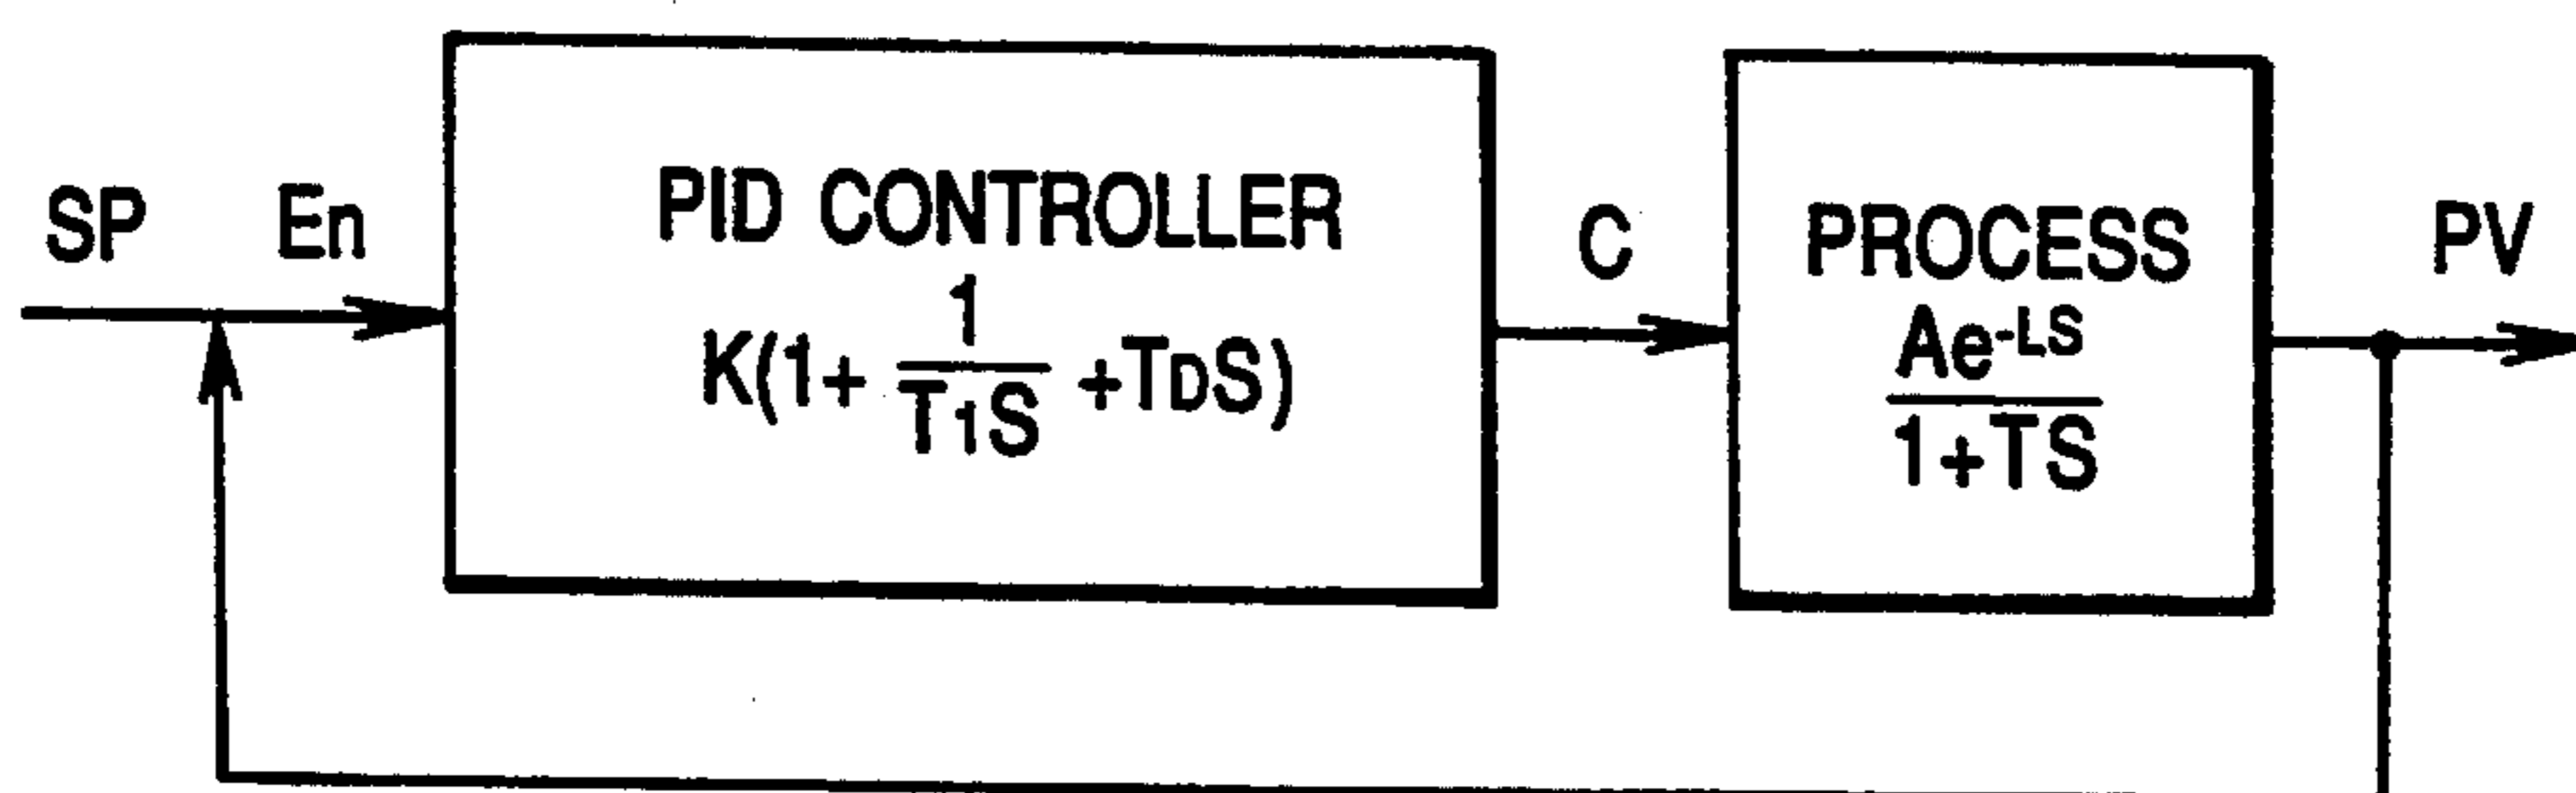 SP
En
PID CONTROLLER
K(1+ 1/T1S +TDS)
C
PROCESS
Ae-LS
1+TS
PV